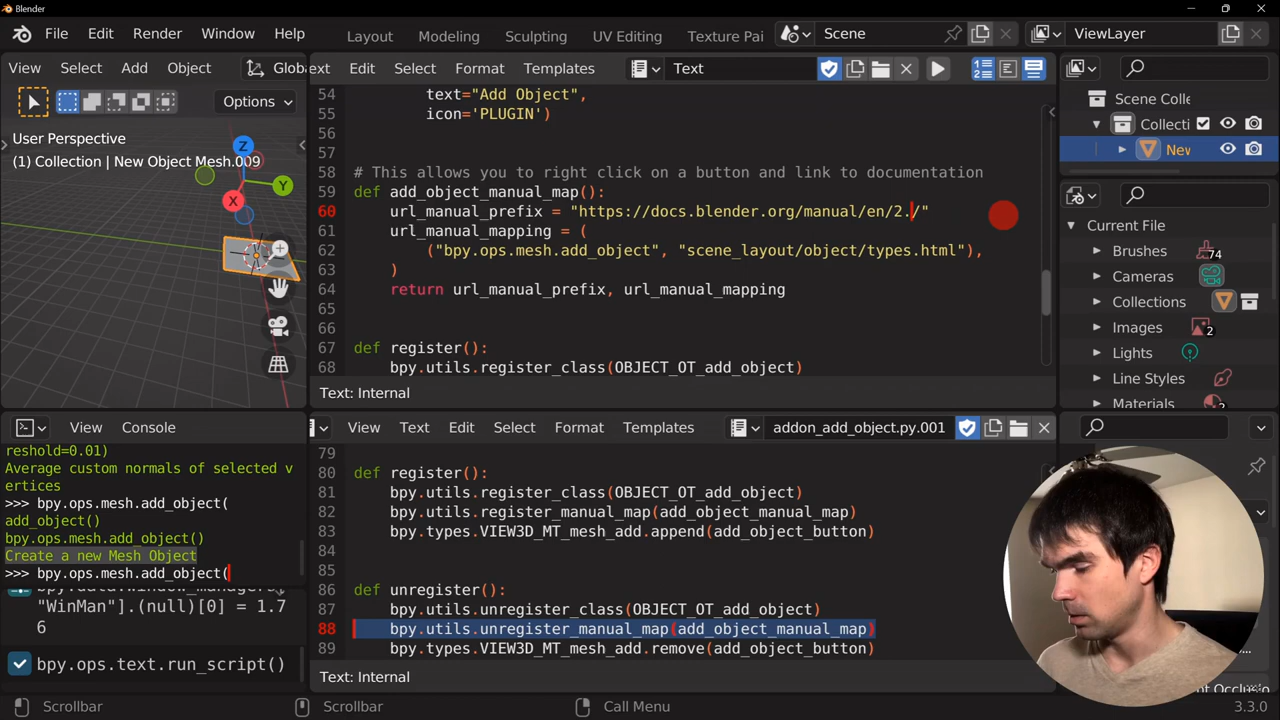 Blender
File Edit Render Window Help
Layout Modeling Sculpting UV Editing Texture Pai
Scene
ViewLayer
View Select Add Object Globa
Options
User Perspective
(1) Collection | New Object Mesh.009
Z
Y
X
ext Edit Select Format Templates
Text
54 text="Add Object",
55 icon='PLUGIN')
56
57
58 # This allows you to right click on a button and link to documentation
59 def add_object_manual_map():
60 url_manual_prefix = "https://docs.blender.org/manual/en/2./"
61 url_manual_mapping = (
62 ("bpy.ops.mesh.add_object", "scene_layout/object/types.html"),
63 )
64 return url_manual_prefix, url_manual_mapping
65
66
67 def register():
68 bpy.utils.register_class(OBJECT_OT_add_object)
Text: Internal
Scene Colle
Collecti
New
Current File
Brushes 74
Cameras
Collections
Images 2
Lights
Line Styles
Materials 2
View Console
reshold=0.01)
Average custom normals of selected v
ertices
>>> bpy.ops.mesh.add_object(
add_object()
bpy.ops.mesh.add_object()
Create a new Mesh Object
>>> bpy.ops.mesh.add_object(
"WinMan"].(null)[0] = 1.7
6
bpy.ops.text.run_script()
View Text Edit Select Format Templates
addon_add_object.py.001
79
80 def register():
81 bpy.utils.register_class(OBJECT_OT_add_object)
82 bpy.utils.register_manual_map(add_object_manual_map)
83 bpy.types.VIEW3D_MT_mesh_add.append(add_object_button)
84
85
86 def unregister():
87 bpy.utils.unregister_class(OBJECT_OT_add_object)
88 bpy.utils.unregister_manual_map(add_object_manual_map)
89 bpy.types.VIEW3D_MT_mesh_add.remove(add_object_button)
Text: Internal
Scrollbar
Scrollbar
Call Menu
3.3.0